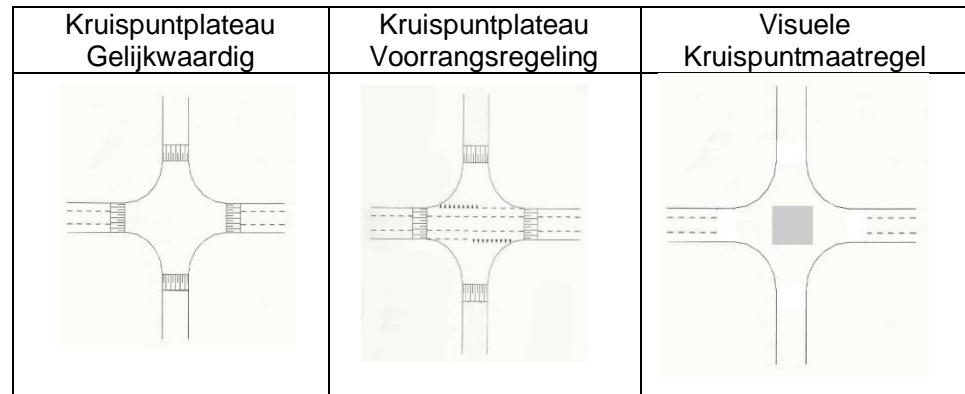 Kruispuntplateau
Gelijkwaardig
Kruispuntplateau
Voorrangsregeling
Visuele
Kruispuntmaatregel